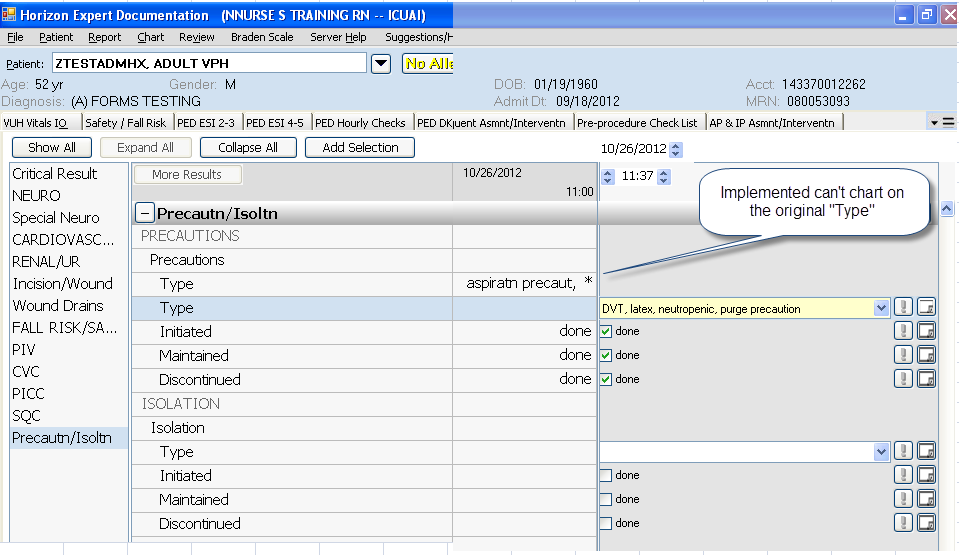 Horizon Expert Documentation (NNURSE S TRAINING RN -- ICUAI)
File Patient Report Chart Review Braden Scale Server Help Suggestions/H
Patient: ZTESTADMHX, ADULT VPH No Alle
Age: 52 yr Gender: M DOB: 01/19/1960 Acct: 143370012262
Diagnosis: (A) FORMS TESTING Admit Dt: 09/18/2012 MRN: 080053093
VUH Vitals IO Safety / Fall Risk PED ESI 2-3 PED ESI 4-5 PED Hourly Checks PED DKjuent Asmnt/Interventn Pre-procedure Check List AP & IP Asmnt/Interventn
Show All Expand All Collapse All Add Selection 10/26/2012
Critical Result
NEURO
Special Neuro
CARDIOVASC...
RENAL/UR
Incision/Wound
Wound Drains
FALL RISK/SA...
PIV
CVC
PICC
SQC
Precautn/Isoltn
More Results 10/26/2012 11:37
11:00
Implemented can't chart on
the original "Type"
Precautn/Isoltn
PRECAUTIONS
Precautions
Type aspiratn precaut, *
Type DVT, latex, neutropenic, purge precaution
Initiated done done
Maintained done done
Discontinued done done
ISOLATION
Isolation
Type
Initiated done
Maintained done
Discontinued done